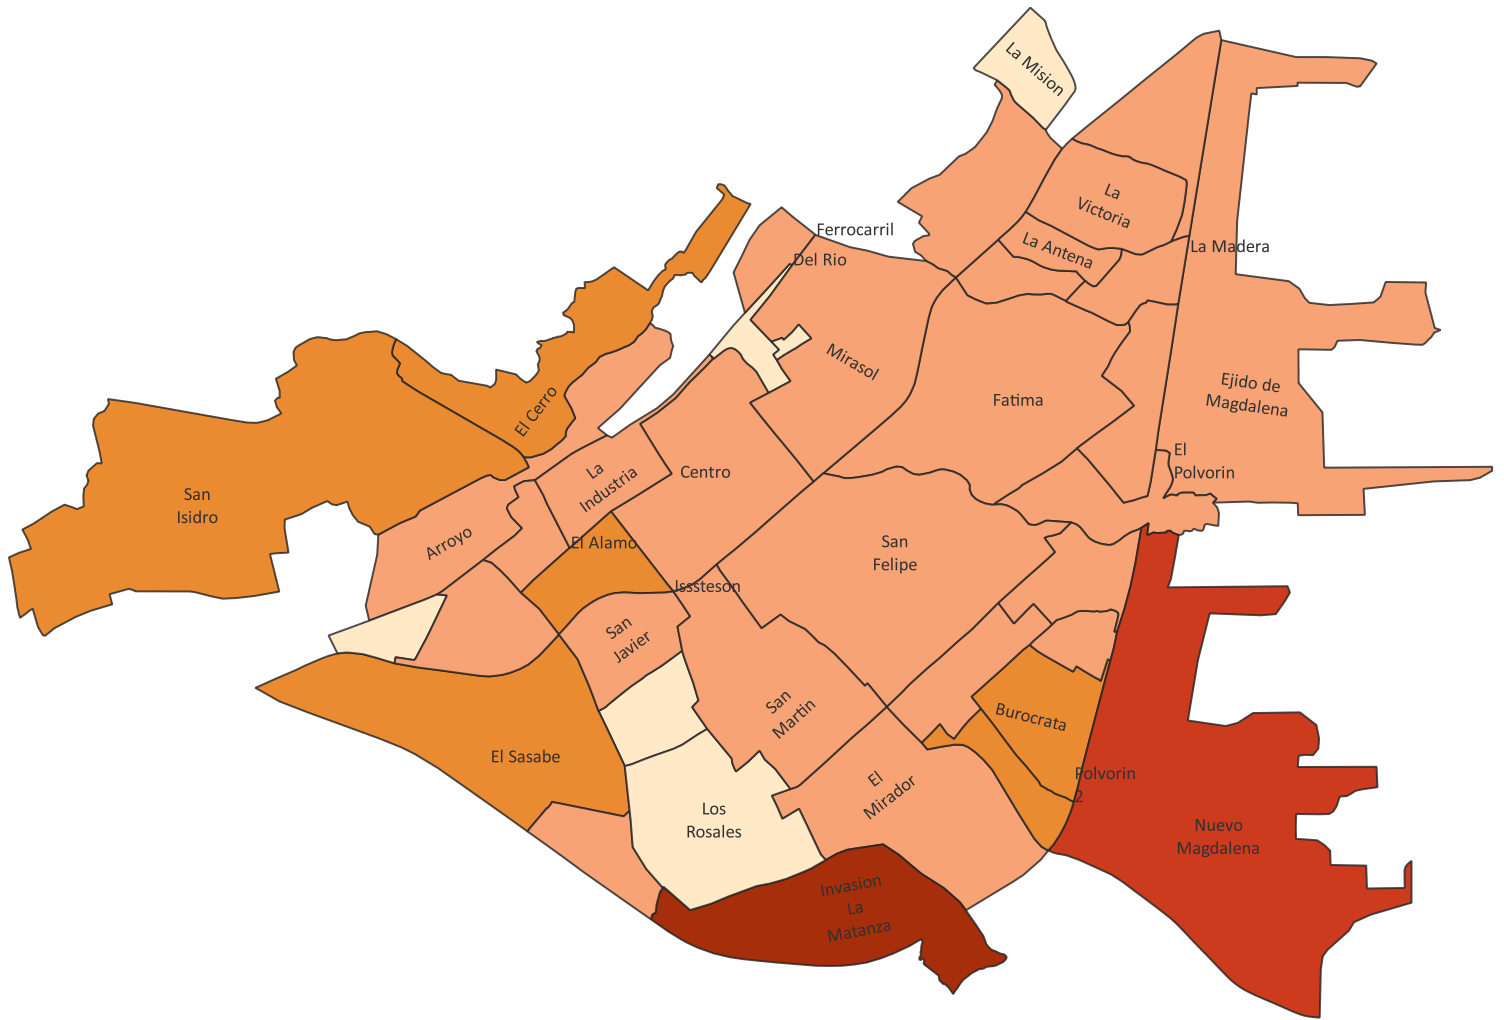 La Mision
La
Victoria
Ferrocarril
La Antena
La Madera
Del Rio
Mirasol
Ejido de
Magdalena
El Cerro
Fatima
El
Polvorin
La
Industria
Centro
San
Isidro
Arroyo
El Alamo
San
Felipe
Isssteson
San
Javier
San
Martin
Burocrata
El Sasabe
Polvorin
2
El
Mirador
Los
Rosales
Nuevo
Magdalena
Invasion
La
Matanza